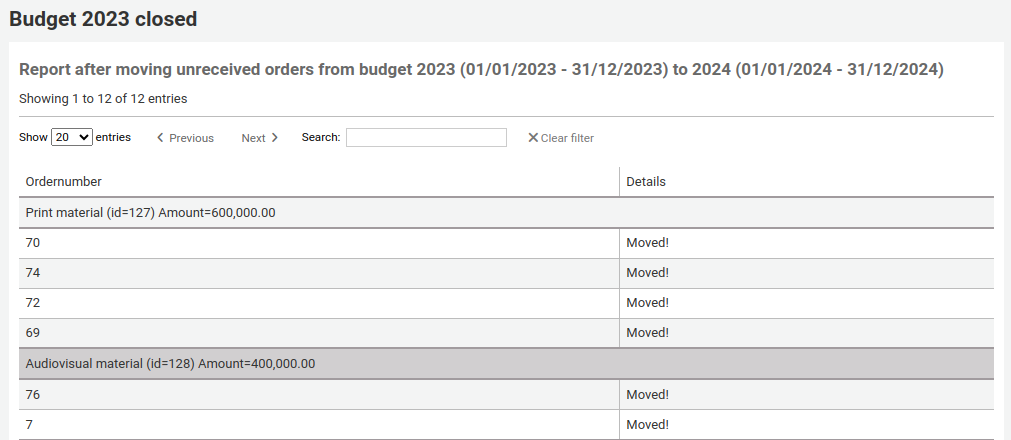 Budget 2023 closed
Report after moving unreceived orders from budget 2023 (01/01/2023 - 31/12/2023) to 2024 (01/01/2024 - 31/12/2024)
Showing 1 to 12 of 12 entries
Show 20 entries Previous Next Search: Clear filter
Ordernumber Details
Print material (id=127) Amount=600,000.00
70 Moved!
74 Moved!
72 Moved!
69 Moved!
Audiovisual material (id=128) Amount=400,000.00
76 Moved!
7 Moved!